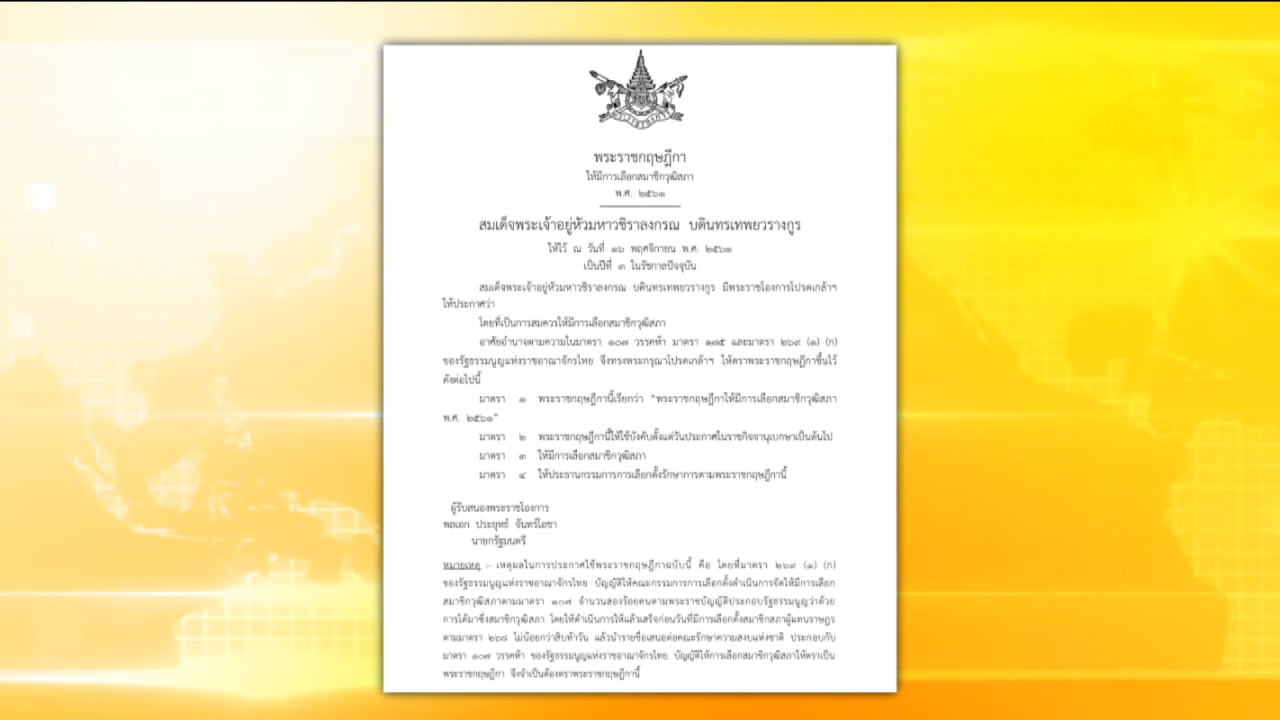 พระราชกฤษฎีกา
ให้มีการเลือกสมาชิกวุฒิสภา
พ.ศ. ๒๕๖๑
สมเด็จพระเจ้าอยู่หัวมหาวชิราลงกรณ บดินทรเทพยวรางกูร
ให้ไว้ ณ วันที่ ๑๖ พฤศจิกายน พ.ศ. ๒๕๖๑
เป็นปีที่ ๓ ในรัชกาลปัจจุบัน
สมเด็จพระเจ้าอยู่หัวมหาวชิราลงกรณ บดินทรเทพยวรางกูร มีพระราชโองการโปรดเกล้าฯ
ให้ประกาศว่า
โดยที่เป็นการสมควรให้มีการเลือกสมาชิกวุฒิสภา
อาศัยอำนาจตามความในมาตรา ๑๐๗ วรรคห้า มาตรา ๑๗๕ และมาตรา ๒๖๙ (๑) (ก)
ของรัฐธรรมนูญแห่งราชอาณาจักรไทย จึงทรงพระกรุณาโปรดเกล้าฯ ให้ตราพระราชกฤษฎีกาขึ้นไว้
ดังต่อไปนี้
มาตรา ๑ พระราชกฤษฎีกานี้เรียกว่า “พระราชกฤษฎีกาให้มีการเลือกสมาชิกวุฒิสภา
พ.ศ. ๒๕๖๑”
มาตรา ๒ พระราชกฤษฎีกานี้ให้ใช้บังคับตั้งแต่วันประกาศในราชกิจจานุเบกษาเป็นต้นไป
มาตรา ๓ ให้มีการเลือกสมาชิกวุฒิสภา
มาตรา ๔ ให้ประธานกรรมการการเลือกตั้งรักษาการตามพระราชกฤษฎีกานี้
ผู้รับสนองพระราชโองการ
พลเอก ประยุทธ์ จันทร์โอชา
นายกรัฐมนตรี
หมายเหตุ :- เหตุผลในการประกาศใช้พระราชกฤษฎีกาฉบับนี้ คือ โดยที่มาตรา ๒๖๙ (๑) (ก)
ของรัฐธรรมนูญแห่งราชอาณาจักรไทย บัญญัติให้คณะกรรมการการเลือกตั้งดำเนินการจัดให้มีการเลือก
สมาชิกวุฒิสภาตามมาตรา ๑๐๗ จำนวนสองร้อยคนตามพระราชบัญญัติประกอบรัฐธรรมนูญว่าด้วย
การได้มาซึ่งสมาชิกวุฒิสภา โดยให้ดำเนินการให้แล้วเสร็จก่อนวันที่มีการเลือกตั้งสมาชิกสภาผู้แทนราษฎร
ตามมาตรา ๒๖๘ ไม่น้อยกว่าสิบห้าวัน แล้วนำรายชื่อเสนอต่อคณะรักษาความสงบแห่งชาติ ประกอบกับ
มาตรา ๑๐๗ วรรคห้า ของรัฐธรรมนูญแห่งราชอาณาจักรไทย บัญญัติให้การเลือกสมาชิกวุฒิสภาให้ตราเป็น
พระราชกฤษฎีกา จึงจำเป็นต้องตราพระราชกฤษฎีกานี้